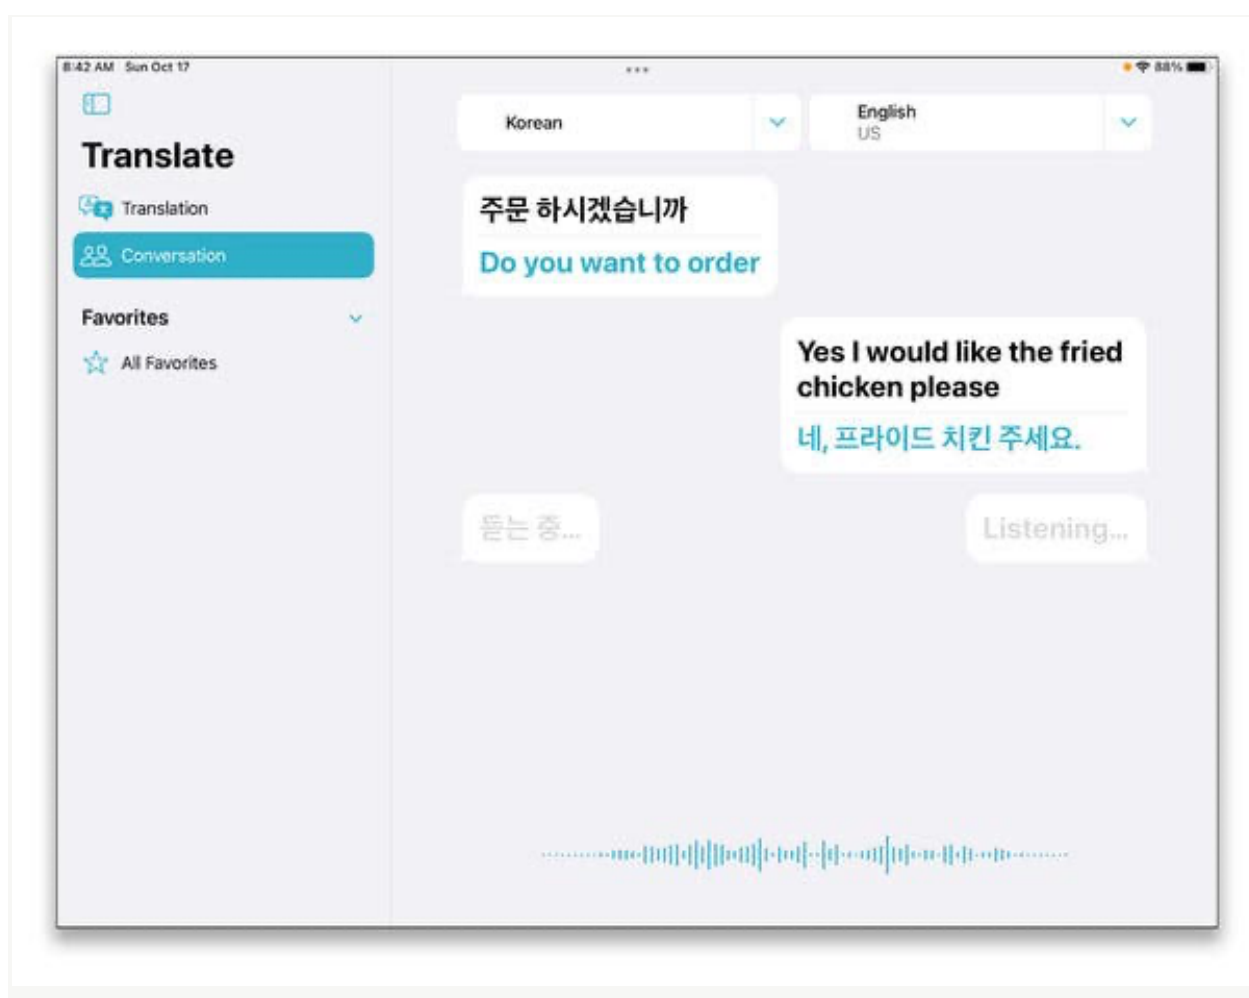 8:42 AM Sun Oct 17
88%
Translate
Translation
Conversation
Favorites
All Favorites
Korean
English
US
주문 하시겠습니까
Do you want to order
Yes I would like the fried
chicken please
네, 프라이드 치킨 주세요.
듣는 중...
Listening...